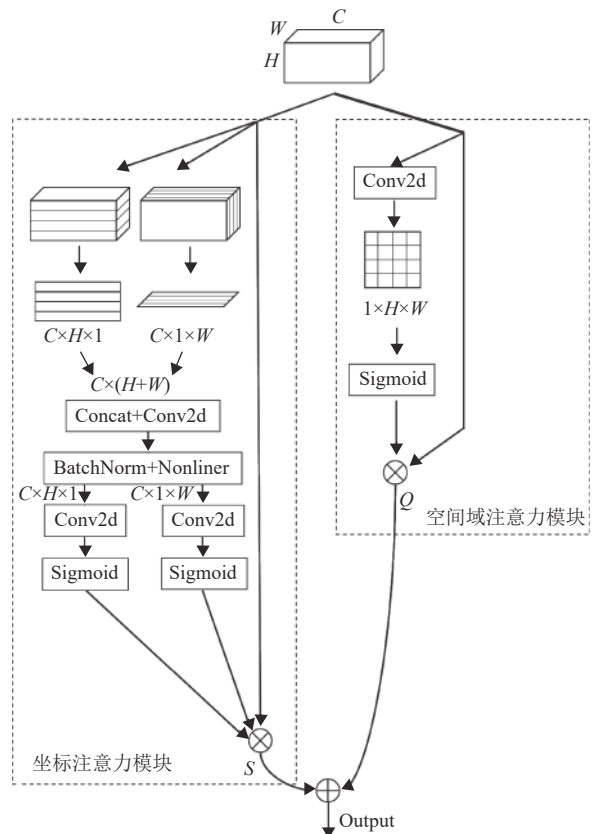 C
W
H
C×H×1
C×1×W
C×(H+W)
Concat+Conv2d
BatchNorm+Nonliner
C×H×1
C×1×W
Conv2d
Conv2d
Sigmoid
Sigmoid
坐标注意力模块
S
Conv2d
1×H×W
Sigmoid
Q
空间域注意力模块
Output